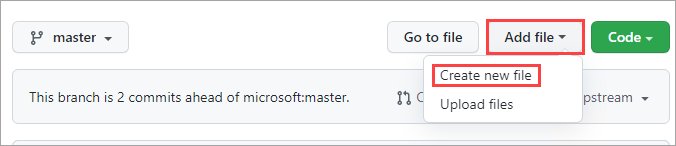 master
Go to file
Add file
Code
Create new file
This branch is 2 commits ahead of microsoft:master.
pstream
Upload files